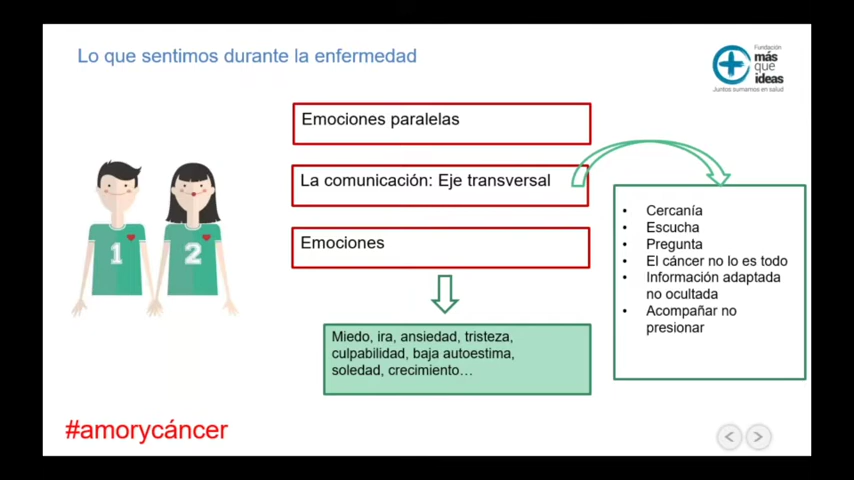 Lo que sentimos durante la enfermedad
Fundación
más
que
ideas
Juntos sumamos en salud
Emociones paralelas
La comunicación: Eje transversal
Emociones
Miedo, ira, ansiedad, tristeza,
culpabilidad, baja autoestima,
soledad, crecimiento…
• Cercanía
• Escucha
• Pregunta
• El cáncer no lo es todo
• Información adaptada
no ocultada
• Acompañar no
presionar
1
2
#amorycáncer